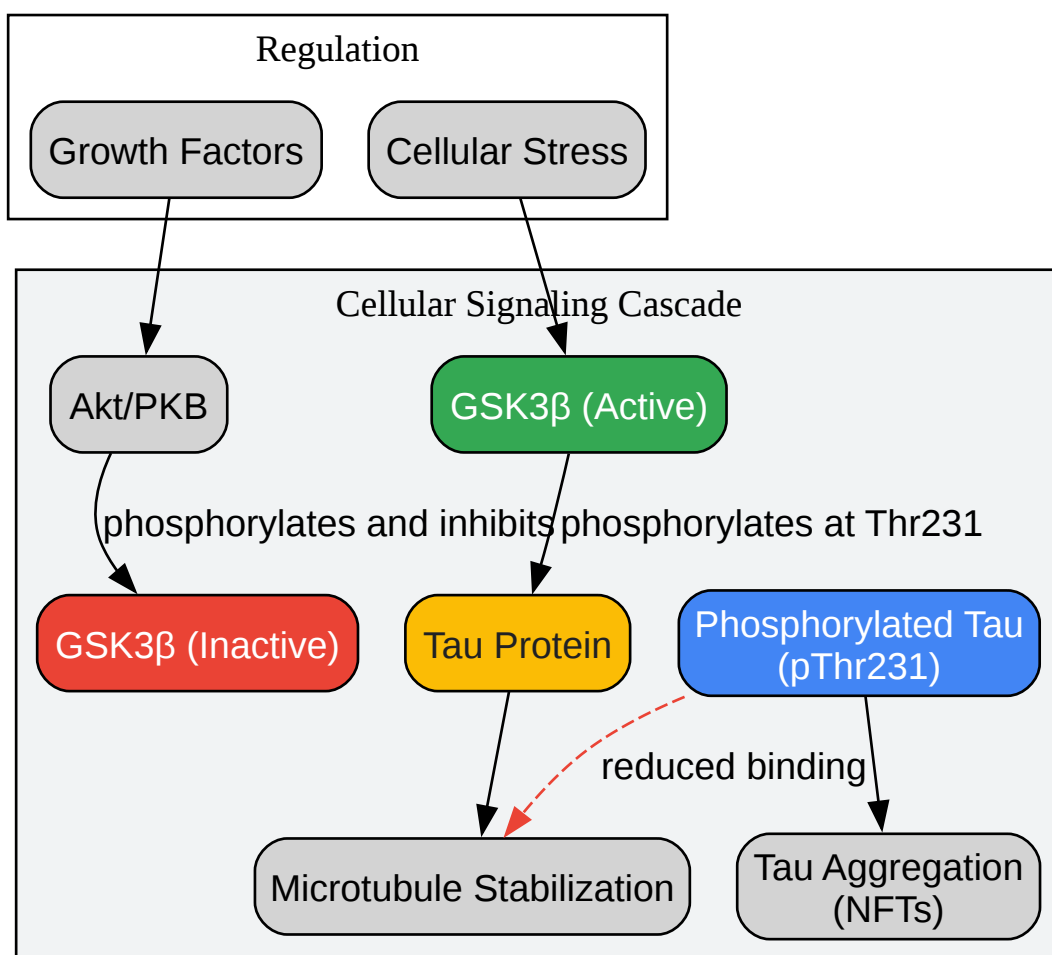 Regulation
Growth Factors
Cellular Stress
Cellular Signaling Cascade
Akt/PKB
GSK3β (Active)
phosphorylates and inhibits
phosphorylates at Thr231
GSK3β (Inactive)
Tau Protein
Phosphorylated Tau
(pThr231)
reduced binding
Microtubule Stabilization
Tau Aggregation
(NFTs)